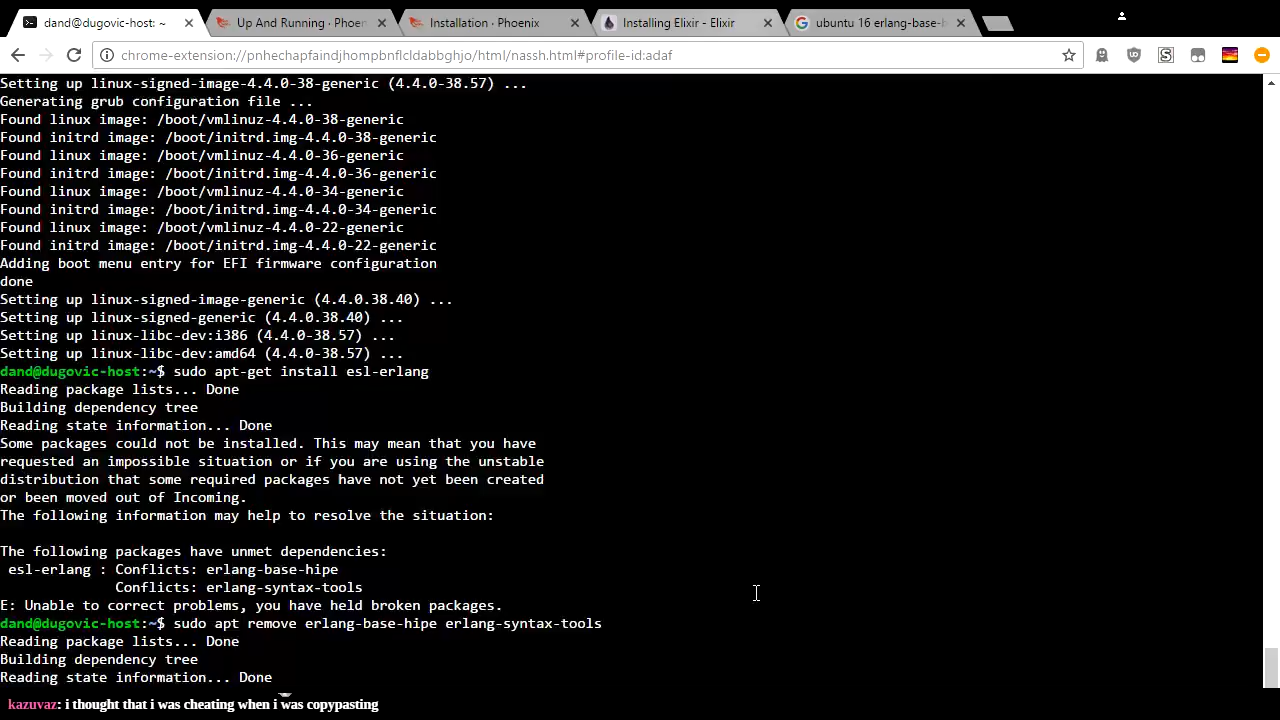 dand@dugovic-host: ~
Up And Running · Phoen
Installation · Phoenix
Installing Elixir - Elixir
ubuntu 16 erlang-base-h
chrome-extension://pnhechapfaindjhompbnflcldabbghjo/html/nassh.html#profile-id:adaf
Setting up linux-signed-image-4.4.0-38-generic (4.4.0-38.57) ...
Generating grub configuration file ...
Found linux image: /boot/vmlinuz-4.4.0-38-generic
Found initrd image: /boot/initrd.img-4.4.0-38-generic
Found linux image: /boot/vmlinuz-4.4.0-36-generic
Found initrd image: /boot/initrd.img-4.4.0-36-generic
Found linux image: /boot/vmlinuz-4.4.0-34-generic
Found initrd image: /boot/initrd.img-4.4.0-34-generic
Found linux image: /boot/vmlinuz-4.4.0-22-generic
Found initrd image: /boot/initrd.img-4.4.0-22-generic
Adding boot menu entry for EFI firmware configuration
done
Setting up linux-signed-image-generic (4.4.0.38.40) ...
Setting up linux-signed-generic (4.4.0.38.40) ...
Setting up linux-libc-dev:i386 (4.4.0-38.57) ...
Setting up linux-libc-dev:amd64 (4.4.0-38.57) ...
dand@dugovic-host:~$ sudo apt-get install esl-erlang
Reading package lists... Done
Building dependency tree
Reading state information... Done
Some packages could not be installed. This may mean that you have
requested an impossible situation or if you are using the unstable
distribution that some required packages have not yet been created
or been moved out of Incoming.
The following information may help to resolve the situation:
The following packages have unmet dependencies:
esl-erlang : Conflicts: erlang-base-hipe
Conflicts: erlang-syntax-tools
E: Unable to correct problems, you have held broken packages.
dand@dugovic-host:~$ sudo apt remove erlang-base-hipe erlang-syntax-tools
Reading package lists... Done
Building dependency tree
Reading state information... Done
kazuvaz: i thought that i was cheating when i was copypasting